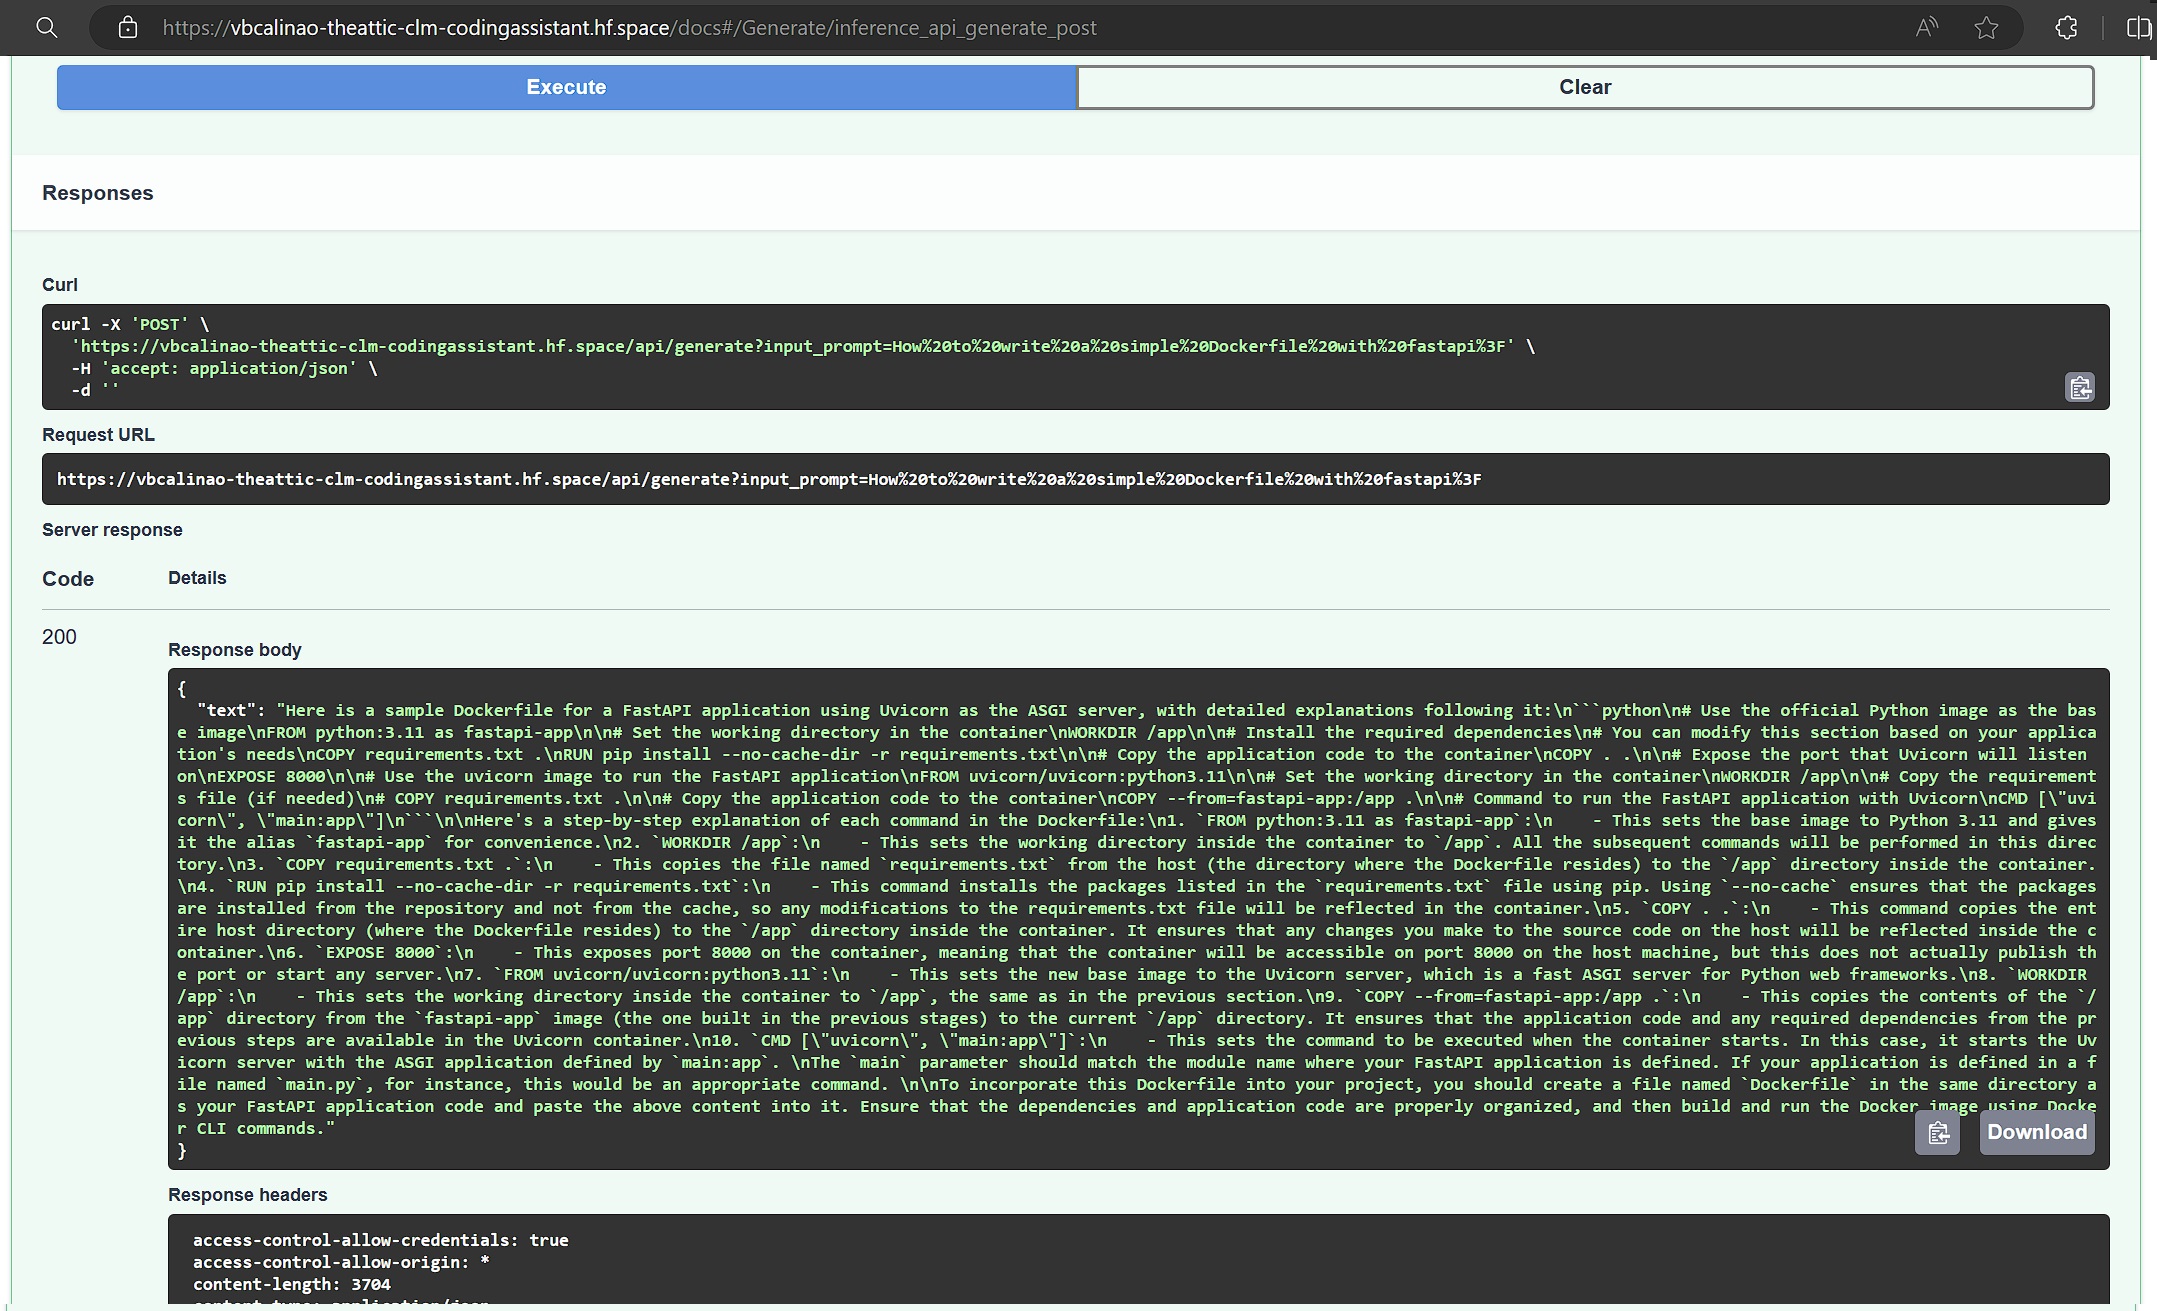 https://vbcalinao-theattic-clm-codingassistant.hf.space/docs#/Generate/inference_api_generate_post
Execute
Clear
Responses
Curl
curl -X 'POST' \
  'https://vbcalinao-theattic-clm-codingassistant.hf.space/api/generate?input_prompt=How%20to%20write%20a%20simple%20Dockerfile%20with%20fastapi%3F' \
  -H 'accept: application/json' \
  -d ''
Request URL
https://vbcalinao-theattic-clm-codingassistant.hf.space/api/generate?input_prompt=How%20to%20write%20a%20simple%20Dockerfile%20with%20fastapi%3F
Server response
Code
Details
200
Response body
{
  "text": "Here is a sample Dockerfile for a FastAPI application using Uvicorn as the ASGI server, with detailed explanations following it:\n```python\n# Use the official Python image as the bas
e image\nFROM python:3.11 as fastapi-app\n\n# Set the working directory in the container\nWORKDIR /app\n\n# Install the required dependencies\n# You can modify this section based on your applica
tion's needs\nCOPY requirements.txt .\nRUN pip install --no-cache-dir -r requirements.txt\n\n# Copy the application code to the container\nCOPY . .\n\n# Expose the port that Uvicorn will listen
on\nEXPOSE 8000\n\n# Use the uvicorn image to run the FastAPI application\nFROM uvicorn/uvicorn:python3.11\n\n# Set the working directory in the container\nWORKDIR /app\n\n# Copy the requirement
s file (if needed)\n# COPY requirements.txt .\n\n# Copy the application code to the container\nCOPY --from=fastapi-app:/app .\n\n# Command to run the FastAPI application with Uvicorn\nCMD [\"uvi
corn\", \"main:app\"]\n```\n\nHere's a step-by-step explanation of each command in the Dockerfile:\n1. `FROM python:3.11 as fastapi-app`:\n    - This sets the base image to Python 3.11 and gives
it the alias `fastapi-app` for convenience.\n2. `WORKDIR /app`:\n    - This sets the working directory inside the container to `/app`. All the subsequent commands will be performed in this direc
tory.\n3. `COPY requirements.txt .`:\n    - This copies the file named `requirements.txt` from the host (the directory where the Dockerfile resides) to the `/app` directory inside the container.
\n4. `RUN pip install --no-cache-dir -r requirements.txt`:\n    - This command installs the packages listed in the `requirements.txt` file using pip. Using `--no-cache` ensures that the packages
are installed from the repository and not from the cache, so any modifications to the requirements.txt file will be reflected in the container.\n5. `COPY . .`:\n    - This command copies the ent
ire host directory (where the Dockerfile resides) to the `/app` directory inside the container. It ensures that any changes you make to the source code on the host will be reflected inside the c
ontainer.\n6. `EXPOSE 8000`:\n    - This exposes port 8000 on the container, meaning that the container will be accessible on port 8000 on the host machine, but this does not actually publish th
e port or start any server.\n7. `FROM uvicorn/uvicorn:python3.11`:\n    - This sets the new base image to the Uvicorn server, which is a fast ASGI server for Python web frameworks.\n8. `WORKDIR
/app`:\n    - This sets the working directory inside the container to `/app`, the same as in the previous section.\n9. `COPY --from=fastapi-app:/app .`:\n    - This copies the contents of the `/
app` directory from the `fastapi-app` image (the one built in the previous stages) to the current `/app` directory. It ensures that the application code and any required dependencies from the pr
evious steps are available in the Uvicorn container.\n10. `CMD [\"uvicorn\", \"main:app\"]`:\n    - This sets the command to be executed when the container starts. In this case, it starts the Uv
icorn server with the ASGI application defined by `main:app`. \nThe `main` parameter should match the module name where your FastAPI application is defined. If your application is defined in a f
ile named `main.py`, for instance, this would be an appropriate command. \n\nTo incorporate this Dockerfile into your project, you should create a file named `Dockerfile` in the same directory a
s your FastAPI application code and paste the above content into it. Ensure that the dependencies and application code are properly organized, and then build and run the Docker image using Docke
r CLI commands."
}
Download
Response headers
access-control-allow-credentials: true
access-control-allow-origin: *
content-length: 3704
content-type: application/json